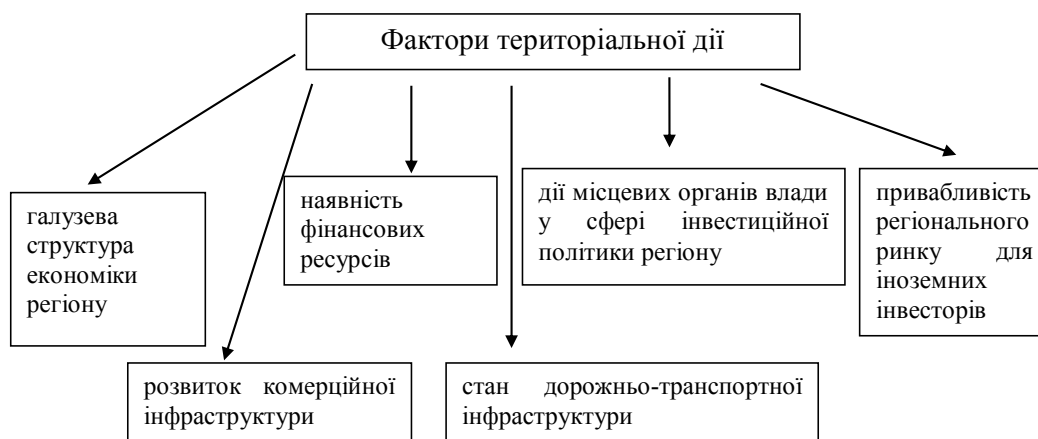 Фактори територіальної дії
галузева
структура
економіки
регіону
наявність
фінансових
ресурсів
дії місцевих органів влади
у сфері інвестиційної
політики регіону
привабливість
регіонального
ринку для
іноземних
інвесторів
розвиток комерційної
інфраструктури
стан дорожньо-транспортної
інфраструктури